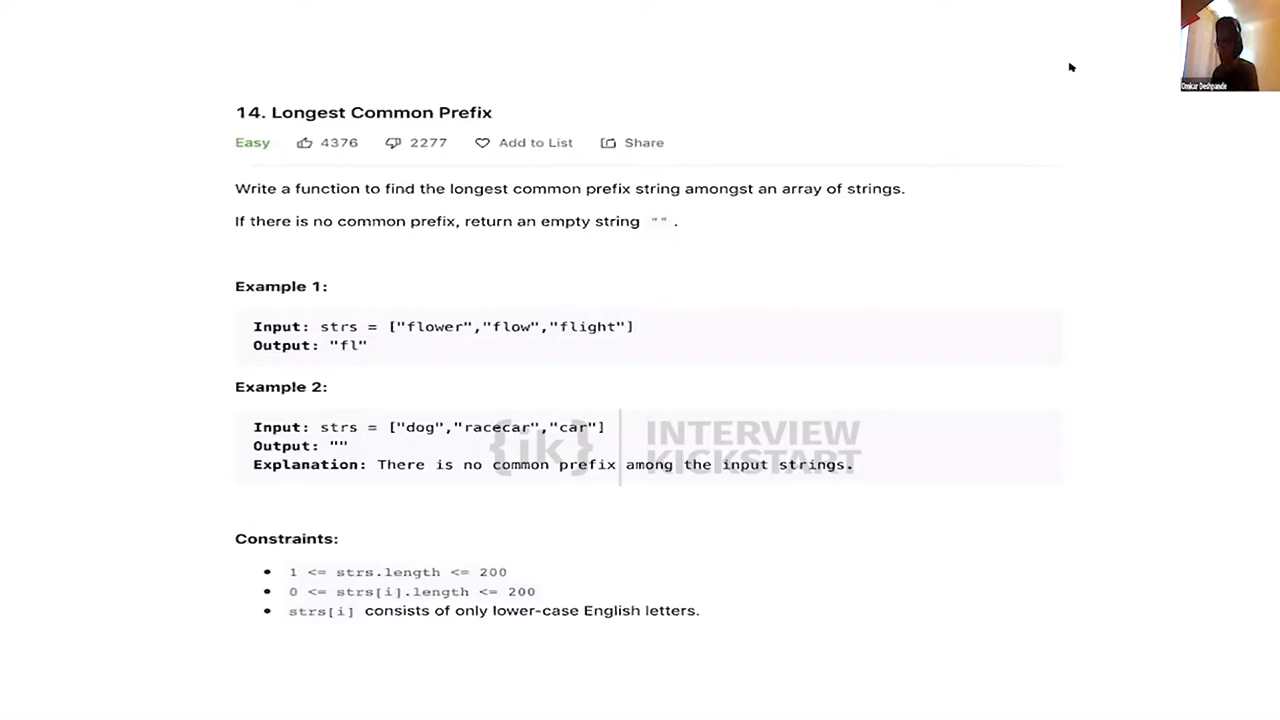 Omkar Deshpande
14. Longest Common Prefix
Easy 4376 2277 Add to List Share
Write a function to find the longest common prefix string amongst an array of strings.
If there is no common prefix, return an empty string "" .
Example 1:
Input: strs = ["flower","flow","flight"]
Output: "fl"
Example 2:
Input: strs = ["dog","racecar","car"]
Output: ""
Explanation: There is no common prefix among the input strings.
{ik} INTERVIEW
KICKSTART
Constraints:
• 1 <= strs.length <= 200
• 0 <= strs[i].length <= 200
• strs[i] consists of only lower-case English letters.